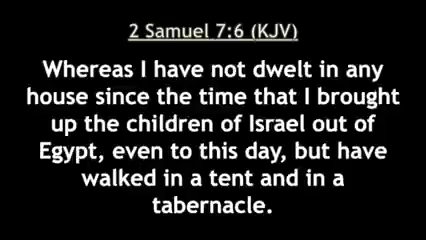 2 Samuel 7:6 (KJV)
Whereas I have not dwelt in any
house since the time that I brought
up the children of Israel out of
Egypt, even to this day, but have
walked in a tent and in a
tabernacle.